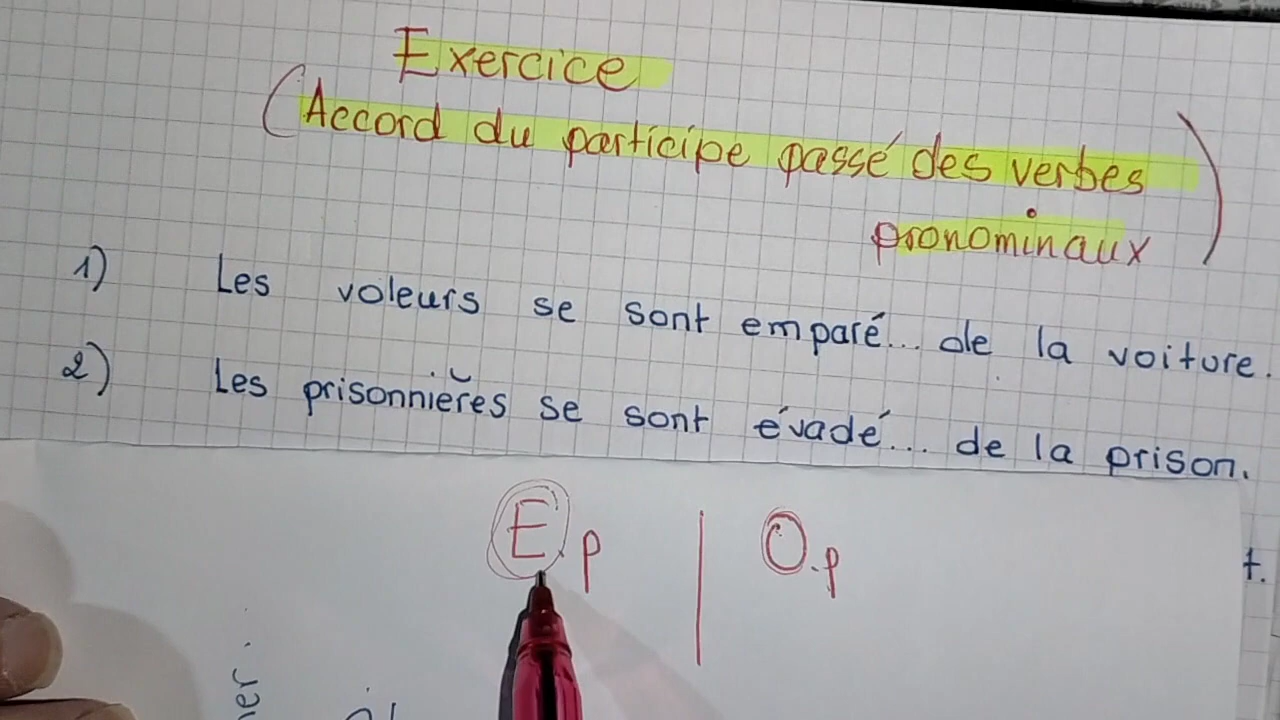 Exercice
(Accord du participe passé des verbes
pronominaux)
1) Les voleurs se sont emparé... de la voiture.
2) Les prisonnières se sont évadé... de la prison.
E.p | O.p
t.